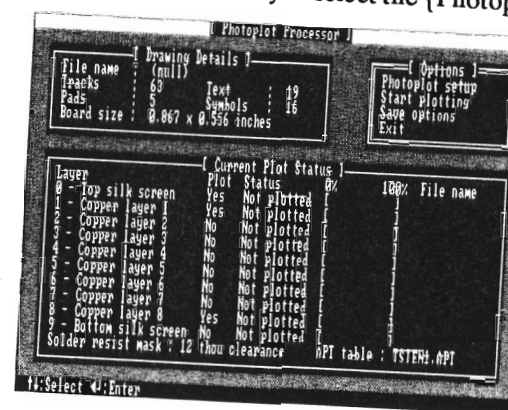 select the {Photop
[ Photoplot Processor ]
[ Drawing Details ]
File name : (null)
Tracks : 63 Text : 19
Pads : 5 Symbols : 16
Board size : 0.867 x 0.556 inches
[ Options ]
Photoplot setup
Start plotting
Save options
Exit
[ Current Plot Status ]
Layer Plot Status 0% 100% File name
0 - Top silk screen Yes Not plotted [ ]
1 - Copper layer 1 Yes Not plotted [ ]
2 - Copper layer 2 No Not plotted [ ]
3 - Copper layer 3 No Not plotted [ ]
4 - Copper layer 4 No Not plotted [ ]
5 - Copper layer 5 No Not plotted [ ]
6 - Copper layer 6 No Not plotted [ ]
7 - Copper layer 7 No Not plotted [ ]
8 - Copper layer 8 Yes Not plotted [ ]
9 - Bottom silk screen No Not plotted [ ]
Solder resist mask : 12 thou clearance APT table : TSTEN1.APT
↑↓:Select ↵:Enter